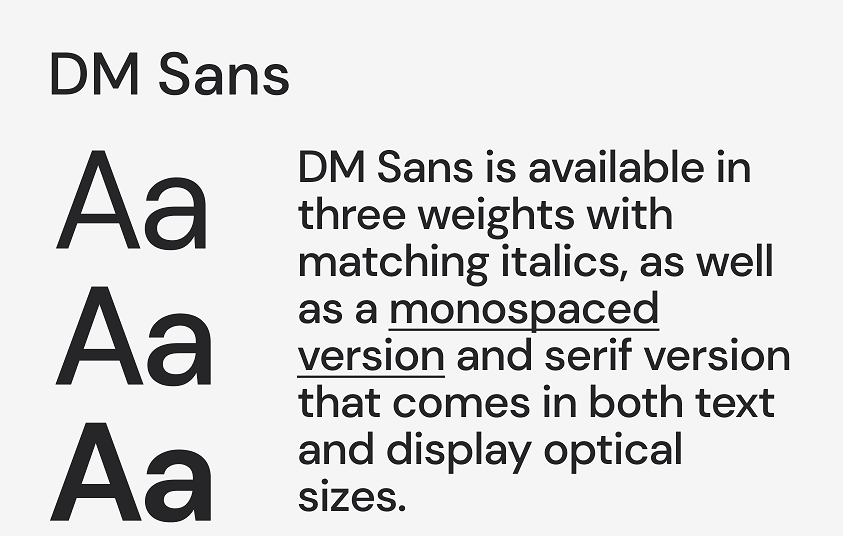 DM Sans
Aa
Aa
Aa
DM Sans is available in
three weights with
matching italics, as well
as a monospaced
version and serif version
that comes in both text
and display optical
sizes.